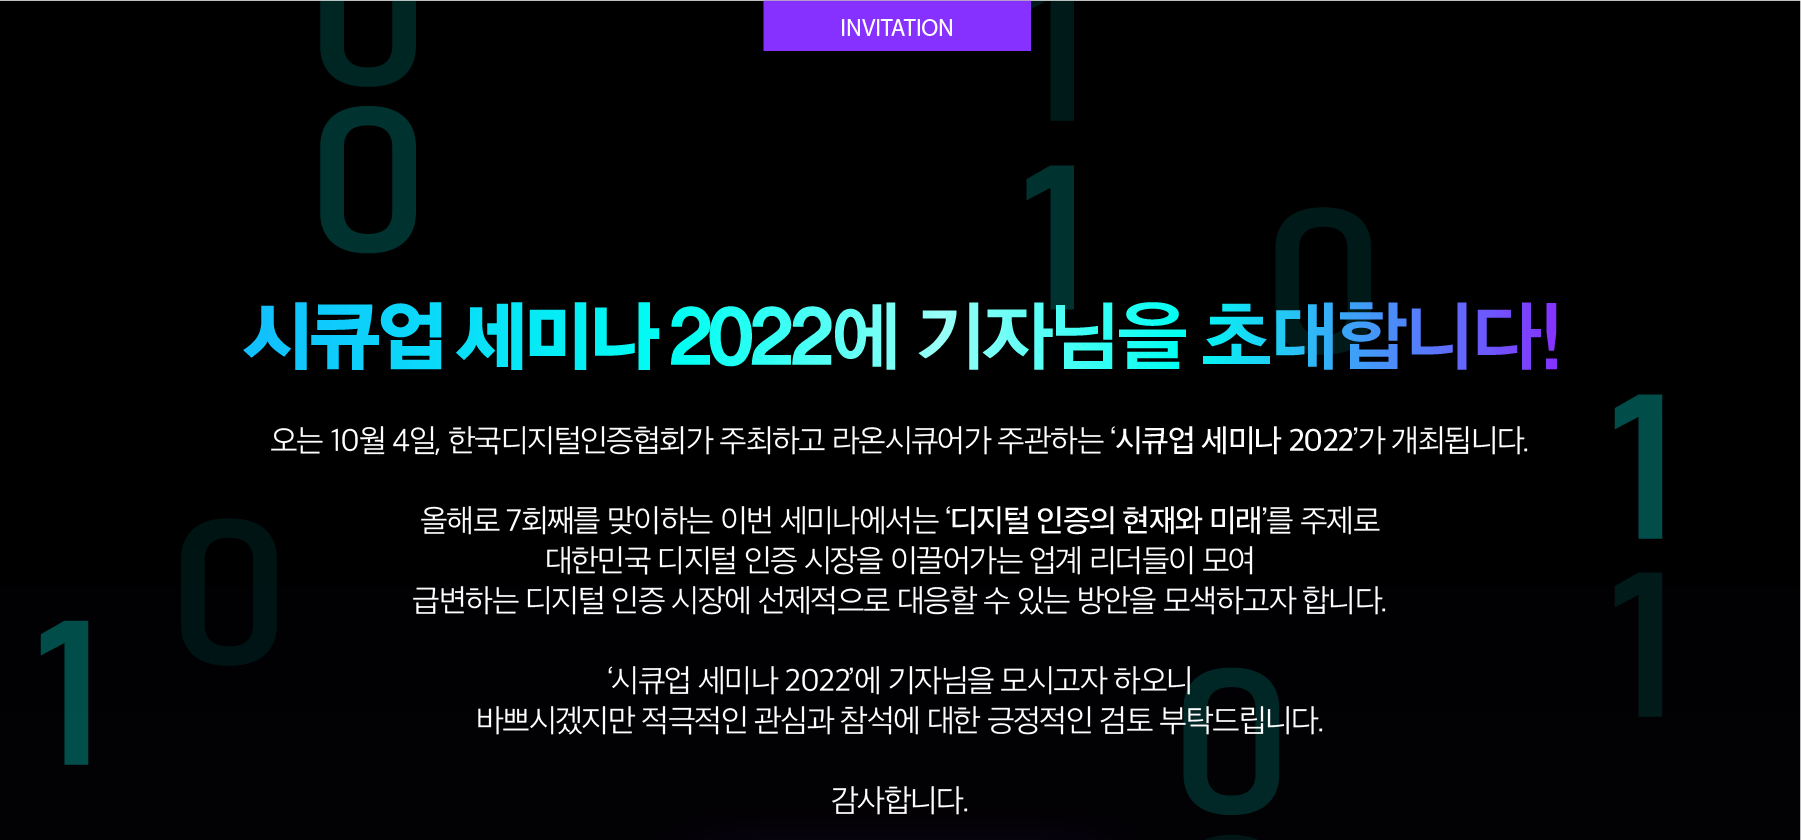 INVITATION
시큐업 세미나 2022에 기자님을 초대합니다!
오는 10월 4일, 한국디지털인증협회가 주최하고 라온시큐어가 주관하는 ‘시큐업 세미나 2022’가 개최됩니다.
올해로 7회째를 맞이하는 이번 세미나에서는 ‘디지털 인증의 현재와 미래’를 주제로
대한민국 디지털 인증 시장을 이끌어가는 업계 리더들이 모여
급변하는 디지털 인증 시장에 선제적으로 대응할 수 있는 방안을 모색하고자 합니다.
‘시큐업 세미나 2022’에 기자님을 모시고자 하오니
바쁘시겠지만 적극적인 관심과 참석에 대한 긍정적인 검토 부탁드립니다.
감사합니다.